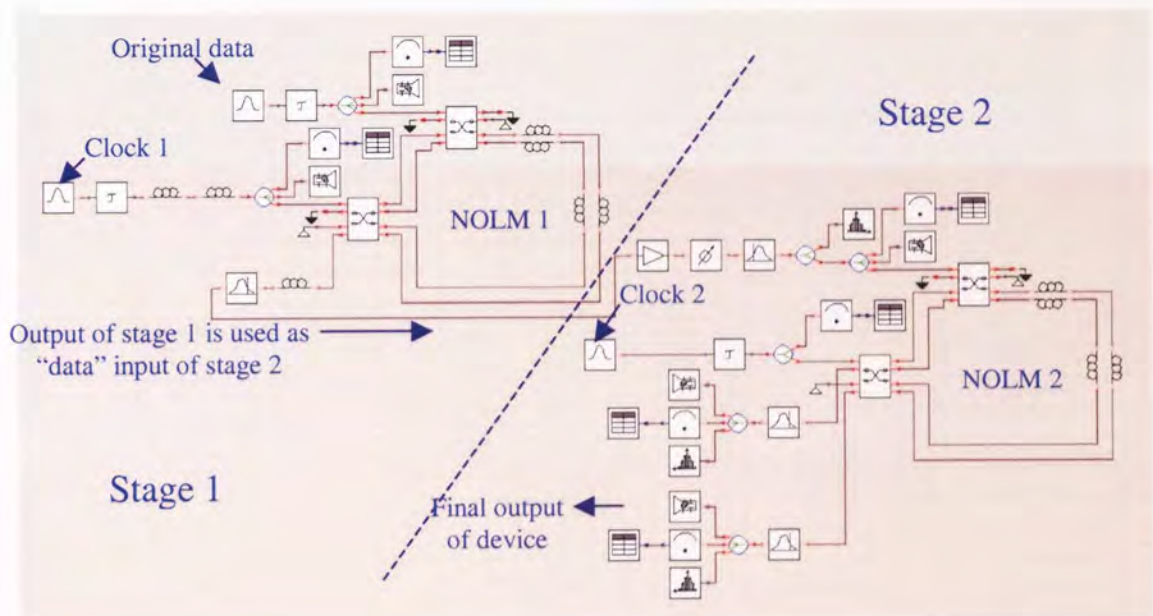 Original data
Stage 2
Clock 1
τ
τ
NOLM 1
Clock 2
Output of stage 1 is used as
“data” input of stage 2
τ
NOLM 2
Stage 1
Final output
of device